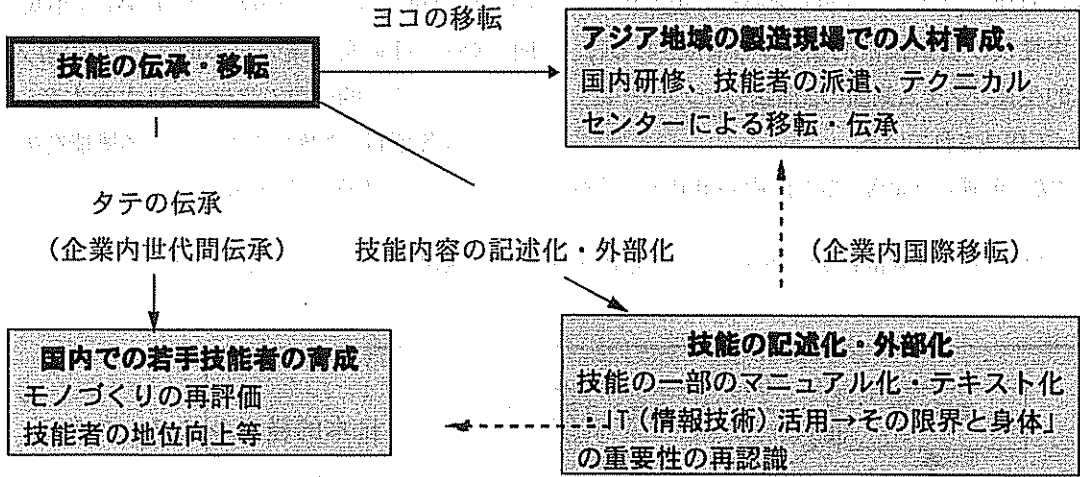 ヨコの移転
技能の伝承・移転
アジア地域の製造現場での人材育成、
国内研修、技能者の派遣、テクニカル
センターによる移転・伝承
タテの伝承
(企業内世代間伝承)
技能内容の記述化・外部化
(企業内国際移転)
国内での若手技能者の育成
モノづくりの再評価
技能者の地位向上等
技能の記述化・外部化
技能の一部のマニュアル化・テキスト化
・IT(情報技術)活用→その限界と身体」
の重要性の再認識